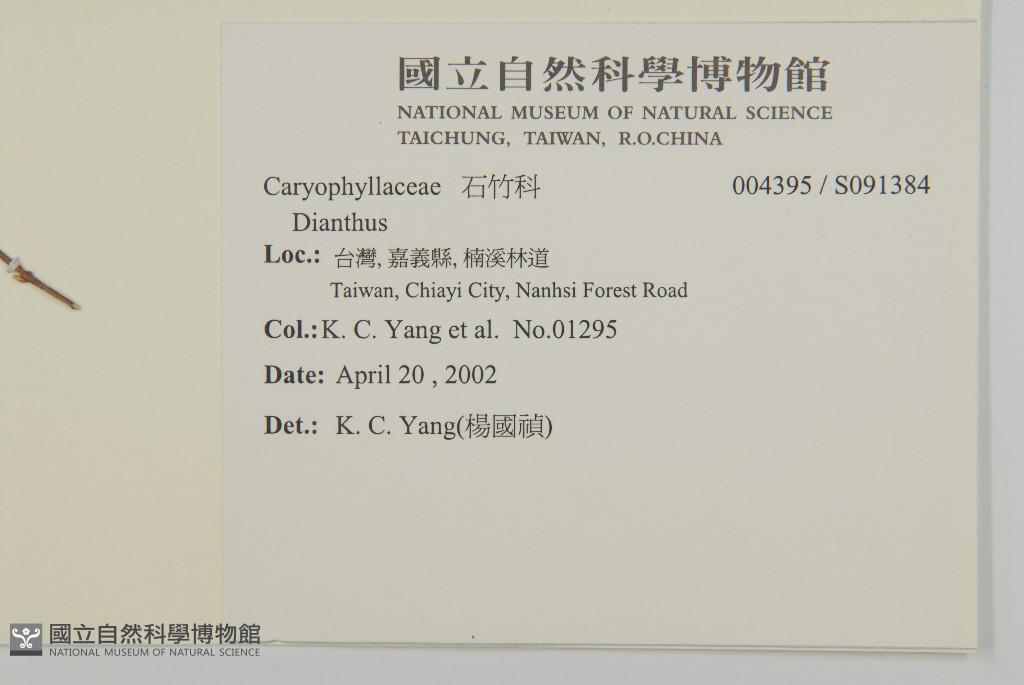 國立自然科學博物館
NATIONAL MUSEUM OF NATURAL SCIENCE
TAICHUNG, TAIWAN, R.O.CHINA
Caryophyllaceae 石竹科 004395 / S091384
Dianthus
Loc.: 台灣, 嘉義縣, 楠溪林道
Taiwan, Chiayi City, Nanhsi Forest Road
Col.:K. C. Yang et al. No.01295
Date: April 20 , 2002
Det.: K. C. Yang(楊國禎)
國立自然科學博物館
NATIONAL MUSEUM OF NATURAL SCIENCE